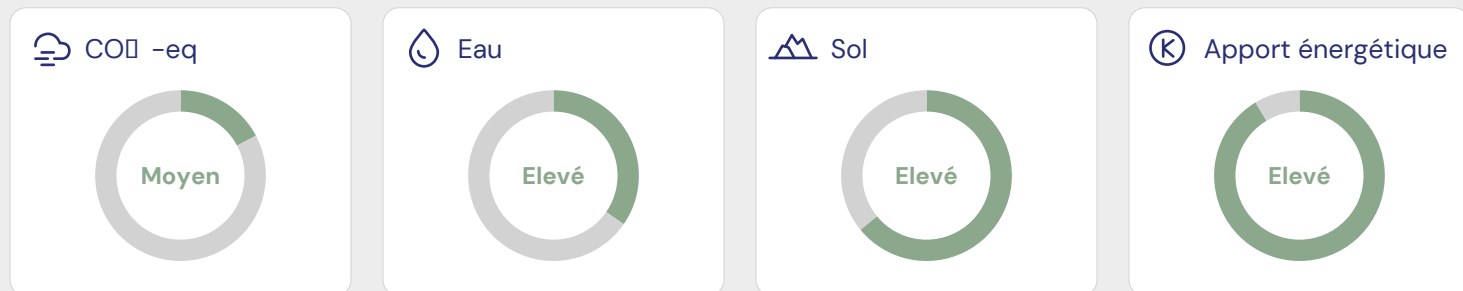 CO▯ -eq
Eau
Sol
Apport énergétique
Moyen
Elevé
Elevé
Elevé